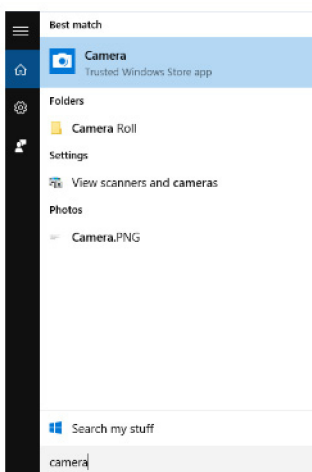 Best match
Camera
Trusted Windows Store app
Folders
Camera Roll
Settings
View scanners and cameras
Photos
Camera.PNG
Search my stuff
camera